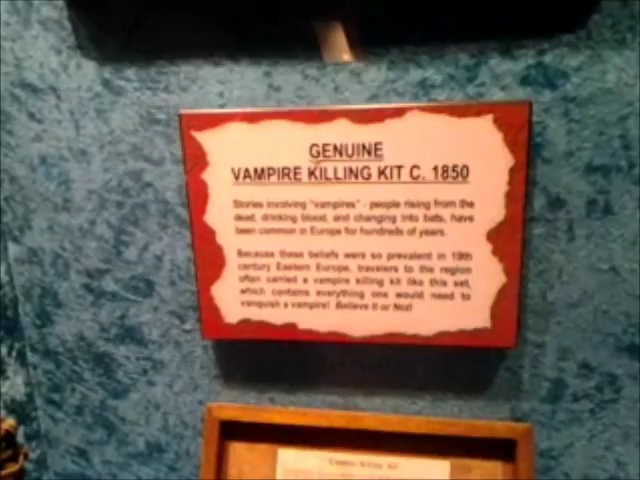 GENUINE
VAMPIRE KILLING KIT C. 1850
Stories involving "vampires" - people rising from the
dead, drinking blood, and changing into bats, have
been common in Europe for hundreds of years.
Because these beliefs were so prevalent in 19th
century Eastern Europe, travelers to the region
often carried a vampire killing kit like this set,
which contains everything one would need to
vanquish a vampire! Believe It or Not!
Vampire Killing Kit